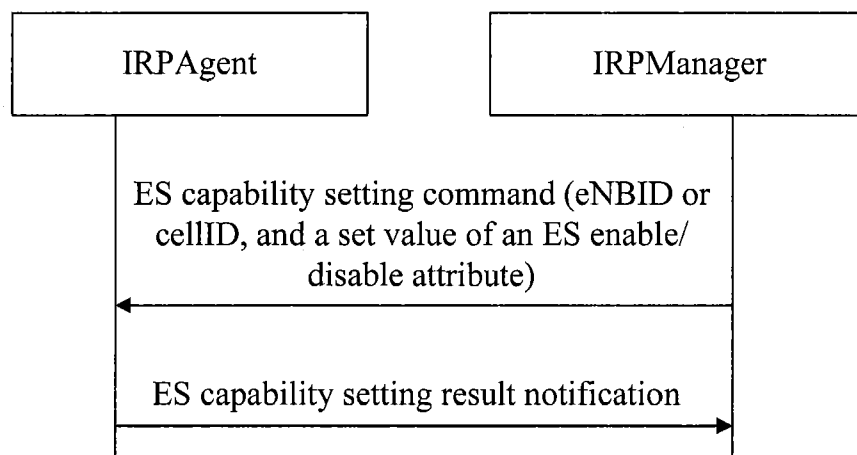 IRPAgent
IRPManager
ES capability setting command (eNBID or
cellID, and a set value of an ES enable/
disable attribute)
ES capability setting result notification